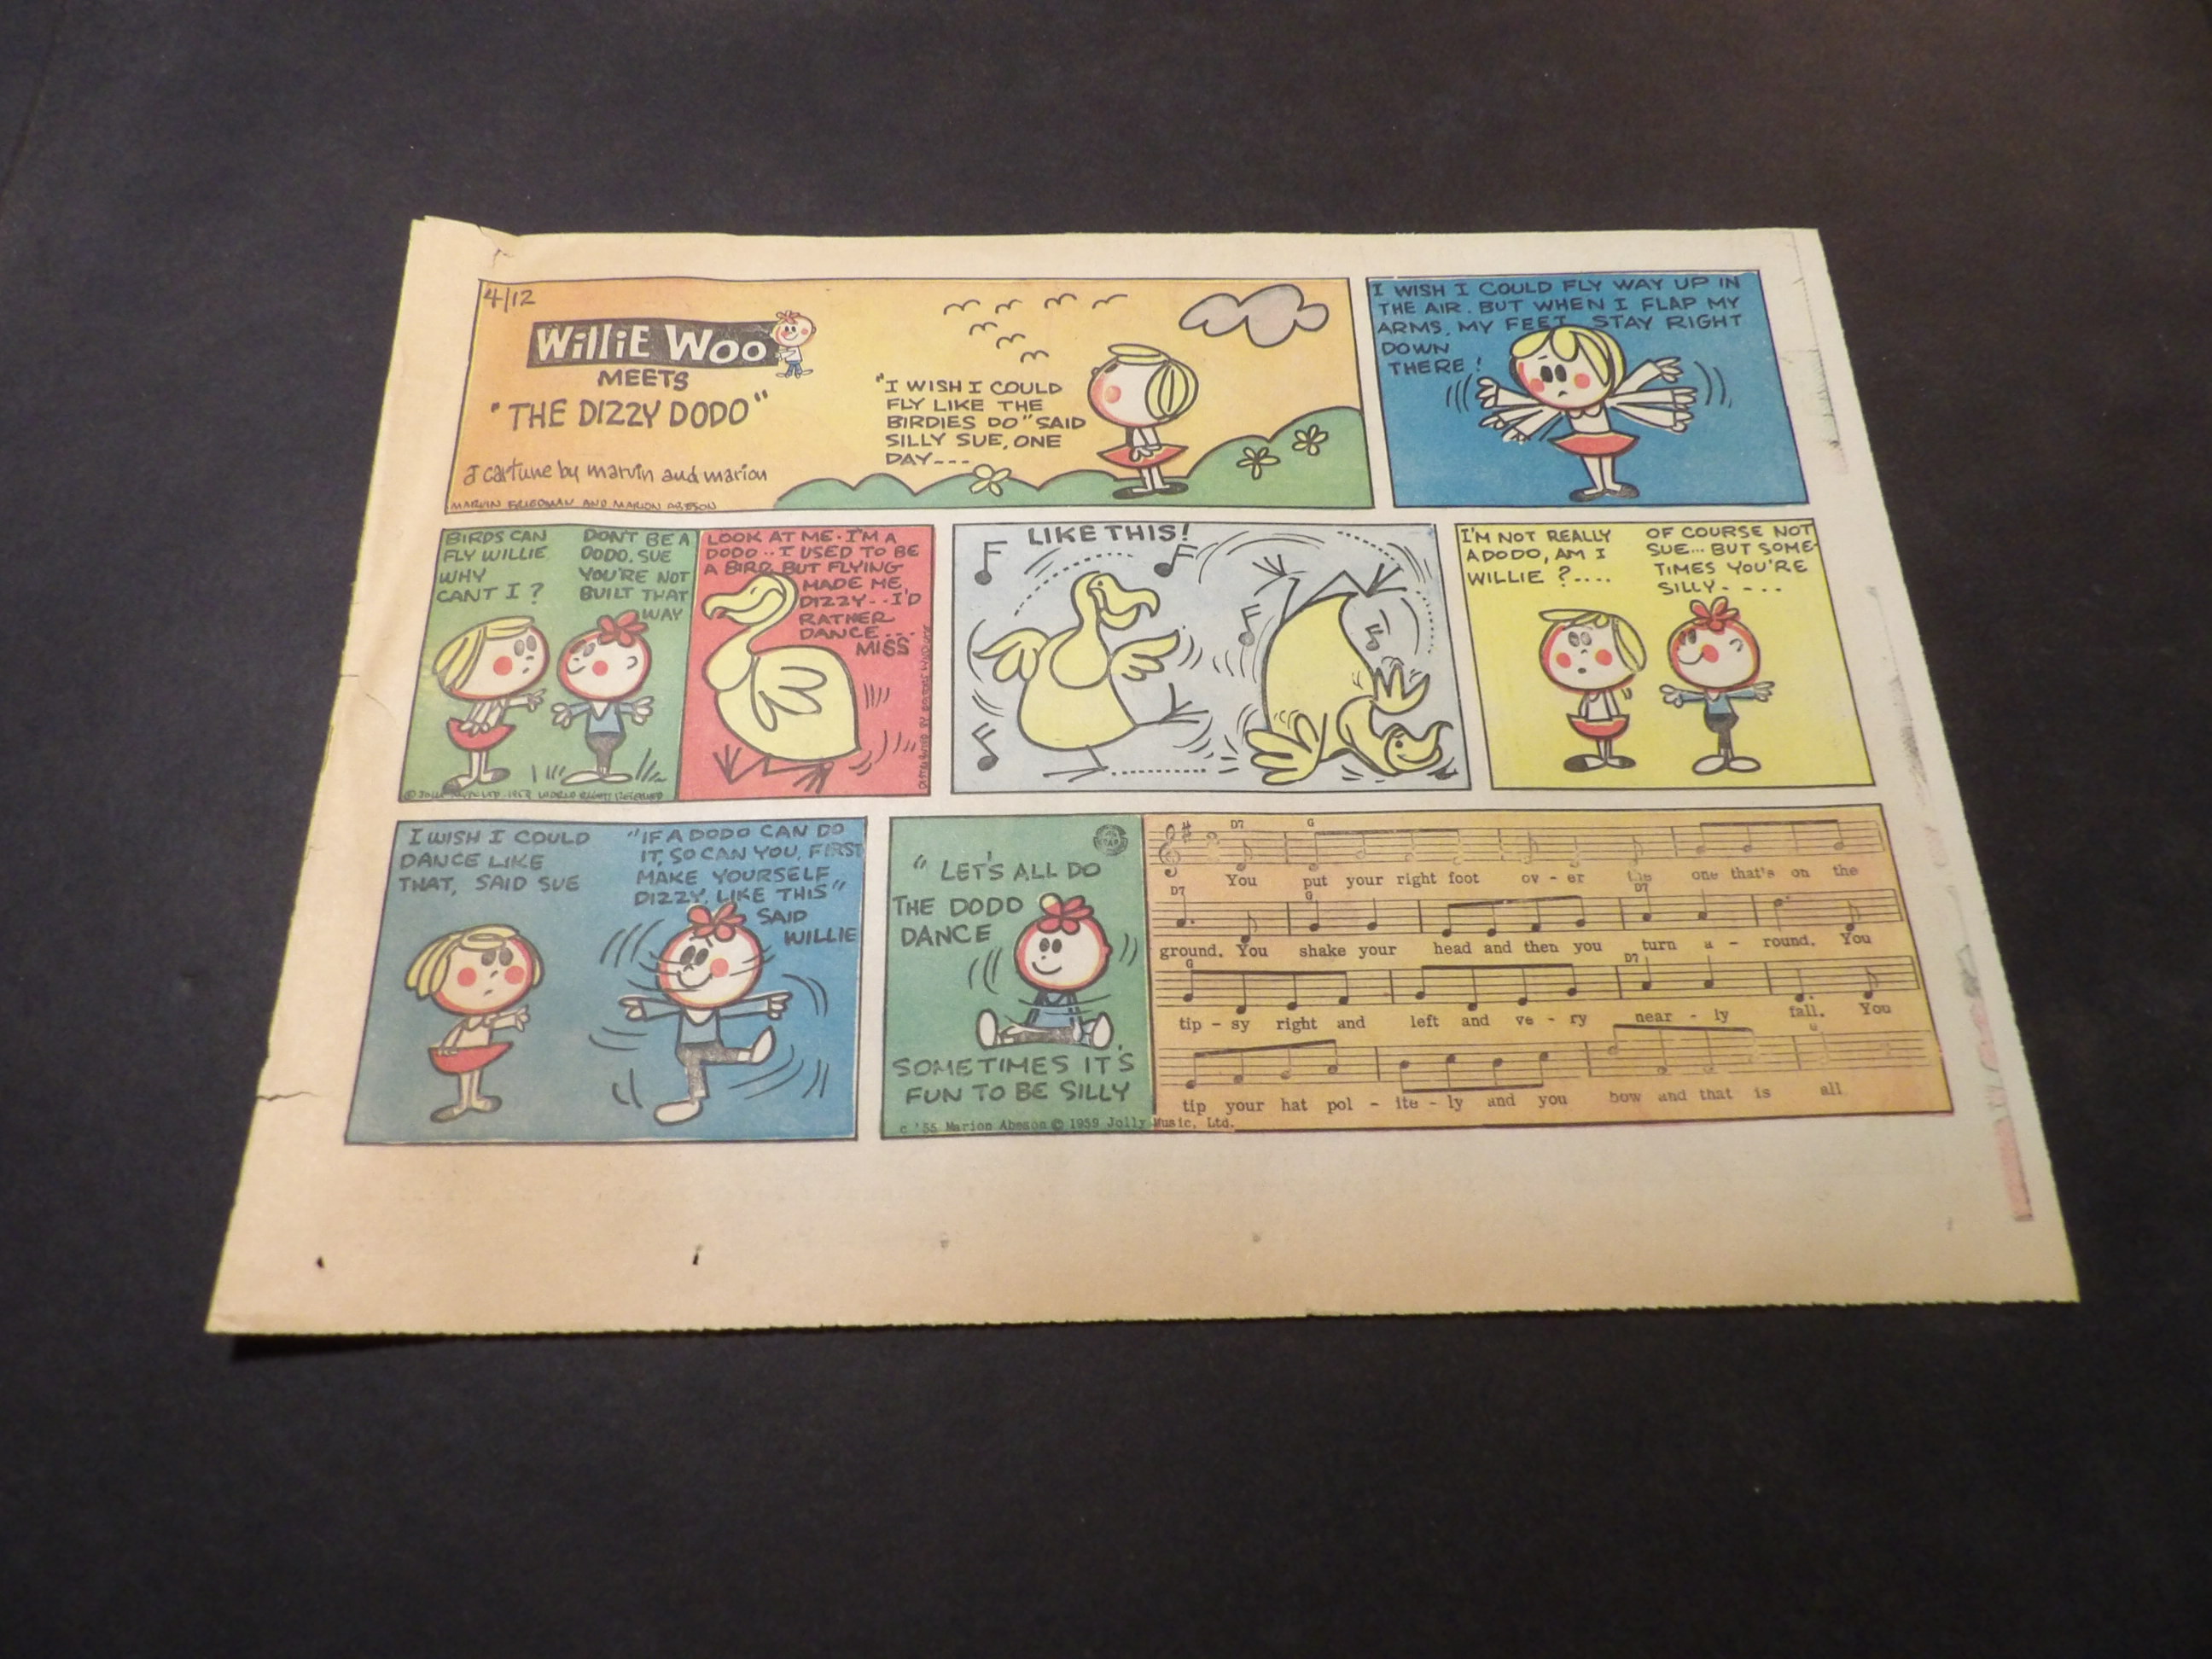 4/12
WilliE Woo
MEETS
"THE DIZZY DODO"
a cartune by marvin and marion
MARVIN FRIEDMAN AND MARION ABESON
"I WISH I COULD
FLY LIKE THE
BIRDIES DO" SAID
SILLY SUE, ONE
DAY---
I WISH I COULD FLY WAY UP IN
THE AIR. BUT WHEN I FLAP MY
ARMS, MY FEET STAY RIGHT
DOWN
THERE!
BIRDS CAN
FLY WILLIE
WHY
CANT I?
DON'T BE A
DODO, SUE
YOU'RE NOT
BUILT THAT
WAY
LOOK AT ME. I'M A
DODO.. I USED TO BE
A BIRD BUT FLYING
MADE ME
DIZZY--I'D
RATHER
DANCE....
MISS
LIKE THIS!
I'M NOT REALLY
A DODO, AM I
WILLIE ?....
OF COURSE NOT
SUE... BUT SOME-
TIMES YOU'RE
SILLY----
WORLD RIGHTS RESERVED
I WISH I COULD
DANCE LIKE
THAT, SAID SUE
"IF A DODO CAN DO
IT, SO CAN YOU, FIRST
MAKE YOURSELF
DIZZY, LIKE THIS"
SAID
WILLIE
"LET'S ALL DO
THE DODO
DANCE
SOMETIMES IT'S
FUN TO BE SILLY
c '55 Marion Abeson © 1959 Jolly Music, Ltd.
D7 G
You put your right foot ov - er the one that's on the
D7 G D7
ground. You shake your head and then you turn a - round. You
G D7
tip - sy right and left and ve - ry near - ly fall. You
tip your hat pol - ite - ly and you bow and that is all